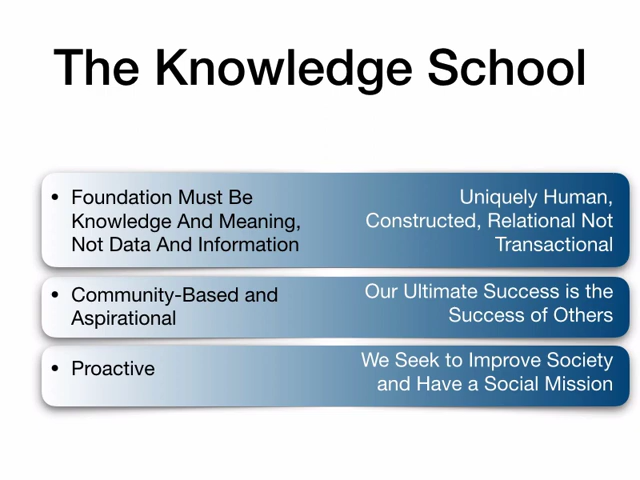 The Knowledge School
• Foundation Must Be
Knowledge And Meaning,
Not Data And Information
Uniquely Human,
Constructed, Relational Not
Transactional
• Community-Based and
Aspirational
Our Ultimate Success is the
Success of Others
• Proactive
We Seek to Improve Society
and Have a Social Mission